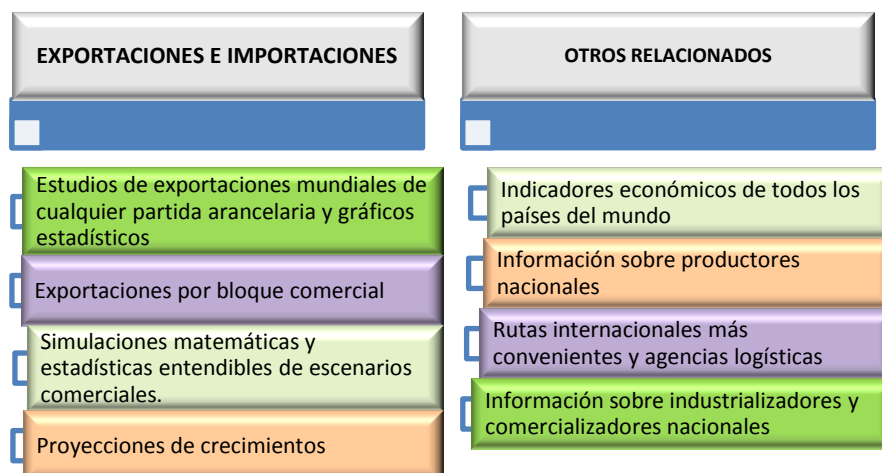 EXPORTACIONES E IMPORTACIONES
Estudios de exportaciones mundiales de
cualquier partida arancelaria y gráficos
estadísticos
Exportaciones por bloque comercial
Simulaciones matemáticas y
estadísticas entendibles de escenarios
comerciales.
Proyecciones de crecimientos
OTROS RELACIONADOS
Indicadores económicos de todos los
países del mundo
Información sobre productores
nacionales
Rutas internacionales más
convenientes y agencias logísticas
Información sobre industrializadores y
comercializadores nacionales